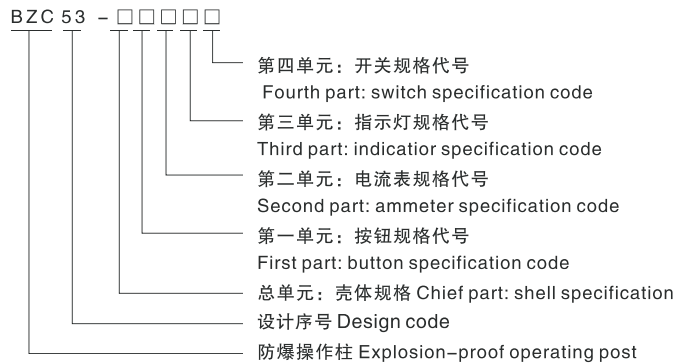 BZC 53 - □ □ □ □ □
第四单元：开关规格代号
Fourth part: switch specification code
第三单元：指示灯规格代号
Third part: indicatior specification code
第二单元：电流表规格代号
Second part: ammeter specification code
第一单元：按钮规格代号
First part: button specification code
总单元：壳体规格 Chief part: shell specification
设计序号 Design code
防爆操作柱 Explosion-proof operating post